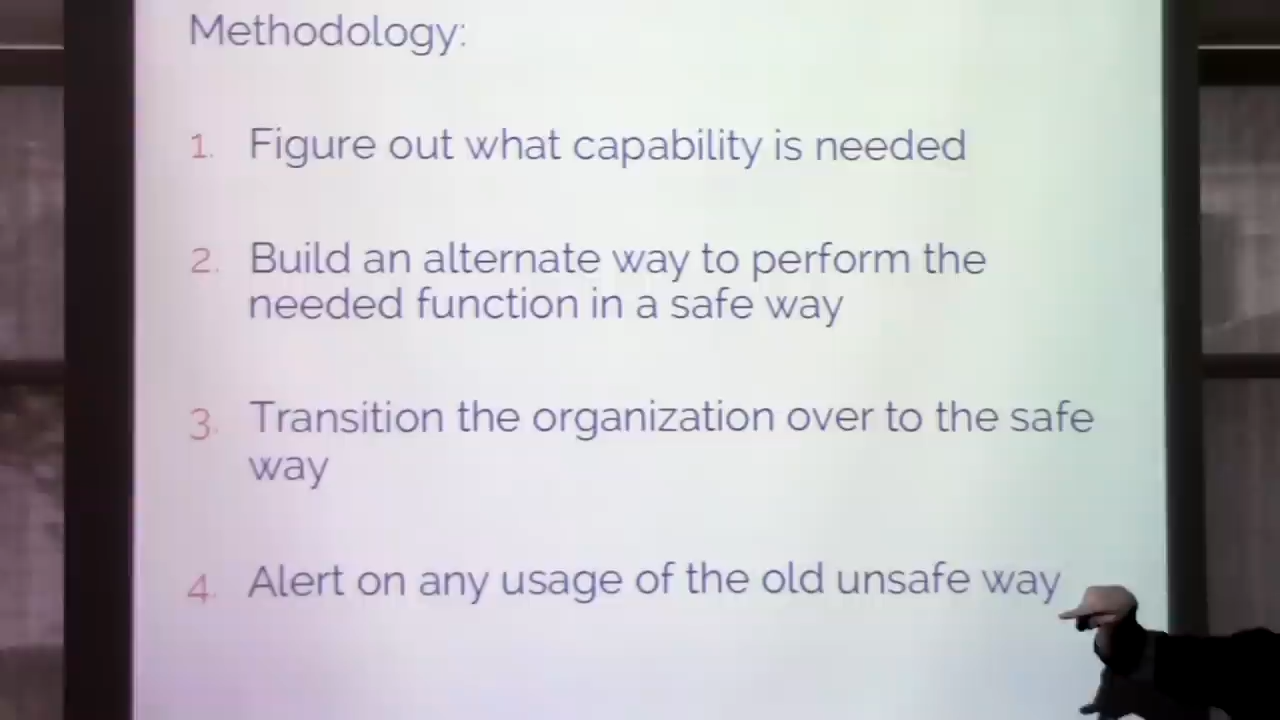 Methodology:
1. Figure out what capability is needed
2. Build an alternate way to perform the
needed function in a safe way
3. Transition the organization over to the safe
way
4. Alert on any usage of the old unsafe way